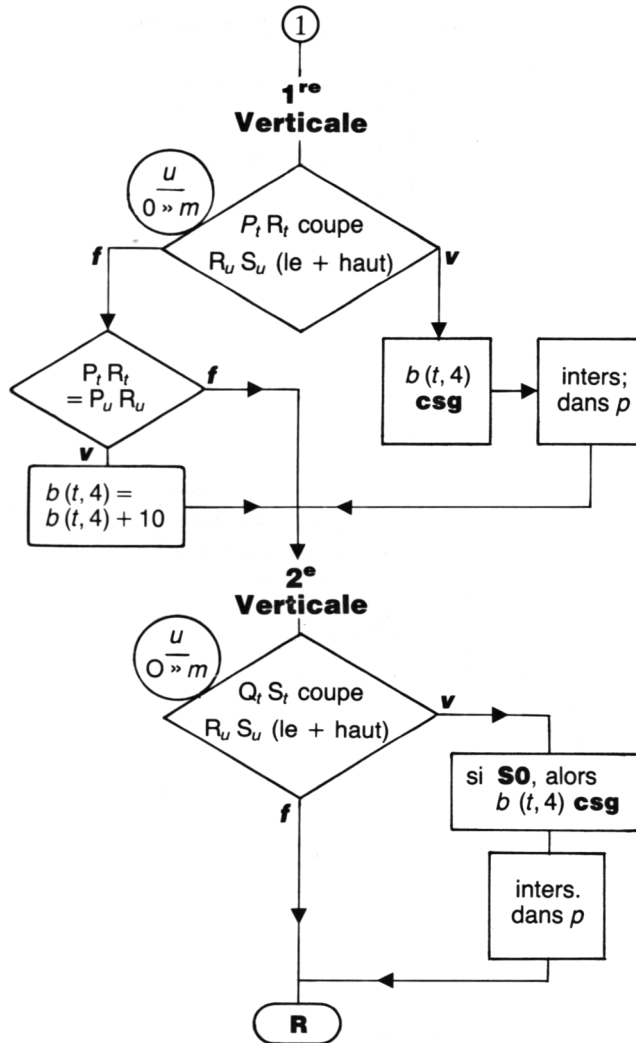 1
1re
Verticale
u
0 » m
Pt Rt coupe
Ru Su (le + haut)
f
v
Pt Rt
= Pu Ru
f
v
b (t, 4)
csg
inters;
dans p
b (t, 4) =
b (t, 4) + 10
2e
Verticale
u
O » m
Qt St coupe
Ru Su (le + haut)
v
f
si S0, alors
b (t, 4) csg
inters.
dans p
R